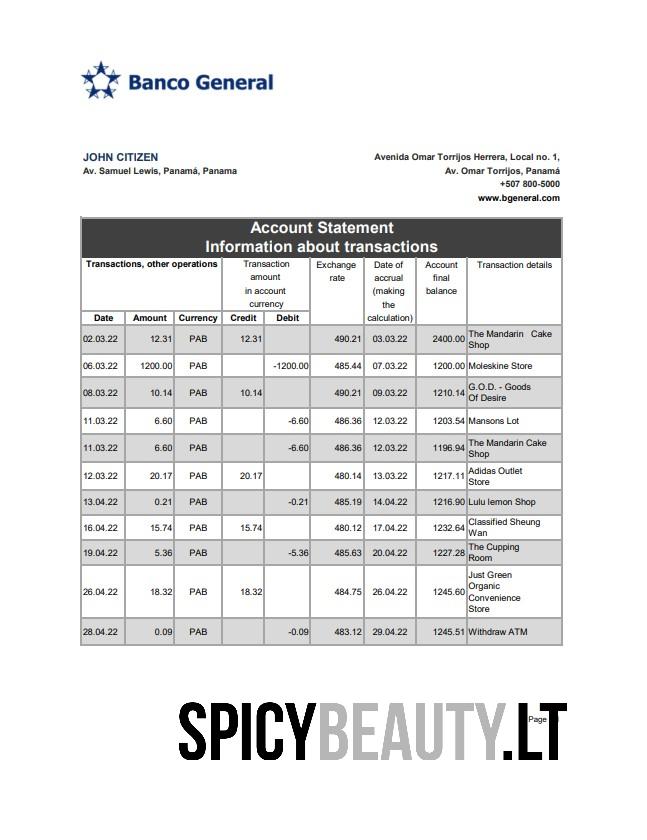 Banco General
JOHN CITIZEN
Av. Samuel Lewis, Panamá, Panama
Avenida Omar Torrijos Herrera, Local no. 1,
Av. Omar Torrijos, Panamá
+507 800-5000
www.bgeneral.com
Account Statement
Information about transactions
Transactions, other operations
Transaction
amount
in account
currency
Exchange
rate
Date of
accrual
(making
the
calculation)
Account
final
balance
Transaction details
Date Amount Currency Credit Debit
02.03.22 12.31 PAB 12.31 490.21 03.03.22 2400.00 The Mandarin Cake
Shop
06.03.22 1200.00 PAB -1200.00 485.44 07.03.22 1200.00 Moleskine Store
08.03.22 10.14 PAB 10.14 490.21 09.03.22 1210.14 G.O.D. - Goods
Of Desire
11.03.22 6.60 PAB -6.60 486.36 12.03.22 1203.54 Mansons Lot
11.03.22 6.60 PAB -6.60 486.36 12.03.22 1196.94 The Mandarin Cake
Shop
12.03.22 20.17 PAB 20.17 480.14 13.03.22 1217.11 Adidas Outlet
Store
13.04.22 0.21 PAB -0.21 485.19 14.04.22 1216.90 Lulu lemon Shop
16.04.22 15.74 PAB 15.74 480.12 17.04.22 1232.64 Classified Sheung
Wan
19.04.22 5.36 PAB -5.36 485.63 20.04.22 1227.28 The Cupping
Room
26.04.22 18.32 PAB 18.32 484.75 26.04.22 1245.60 Just Green
Organic
Convenience
Store
28.04.22 0.09 PAB -0.09 483.12 29.04.22 1245.51 Withdraw ATM
Page
SPICYBEAUTY.LT